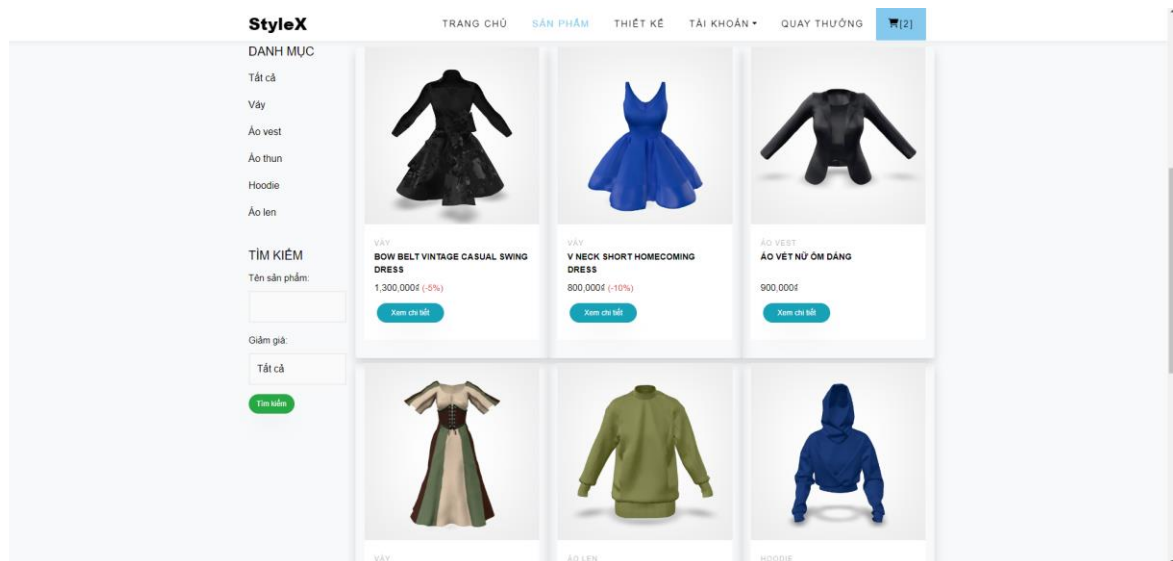 StyleX
TRANG CHỦ SẢN PHẨM THIẾT KẾ TÀI KHOẢN QUAY THƯỞNG [2]
DANH MỤC
Tất cả
Váy
Áo vest
Áo thun
Hoodie
Áo len
TÌM KIẾM
Tên sản phẩm:
Giảm giá:
Tất cả
Tìm kiếm
VÁY
BOW BELT VINTAGE CASUAL SWING
DRESS
1,300,000₫ (-5%)
Xem chi tiết
VÁY
V NECK SHORT HOMECOMING
DRESS
800,000₫ (-10%)
Xem chi tiết
ÁO VEST
ÁO VÉT NỮ ÔM DÁNG
900,000₫
Xem chi tiết
VÁY
ÁO LEN
HOODIE